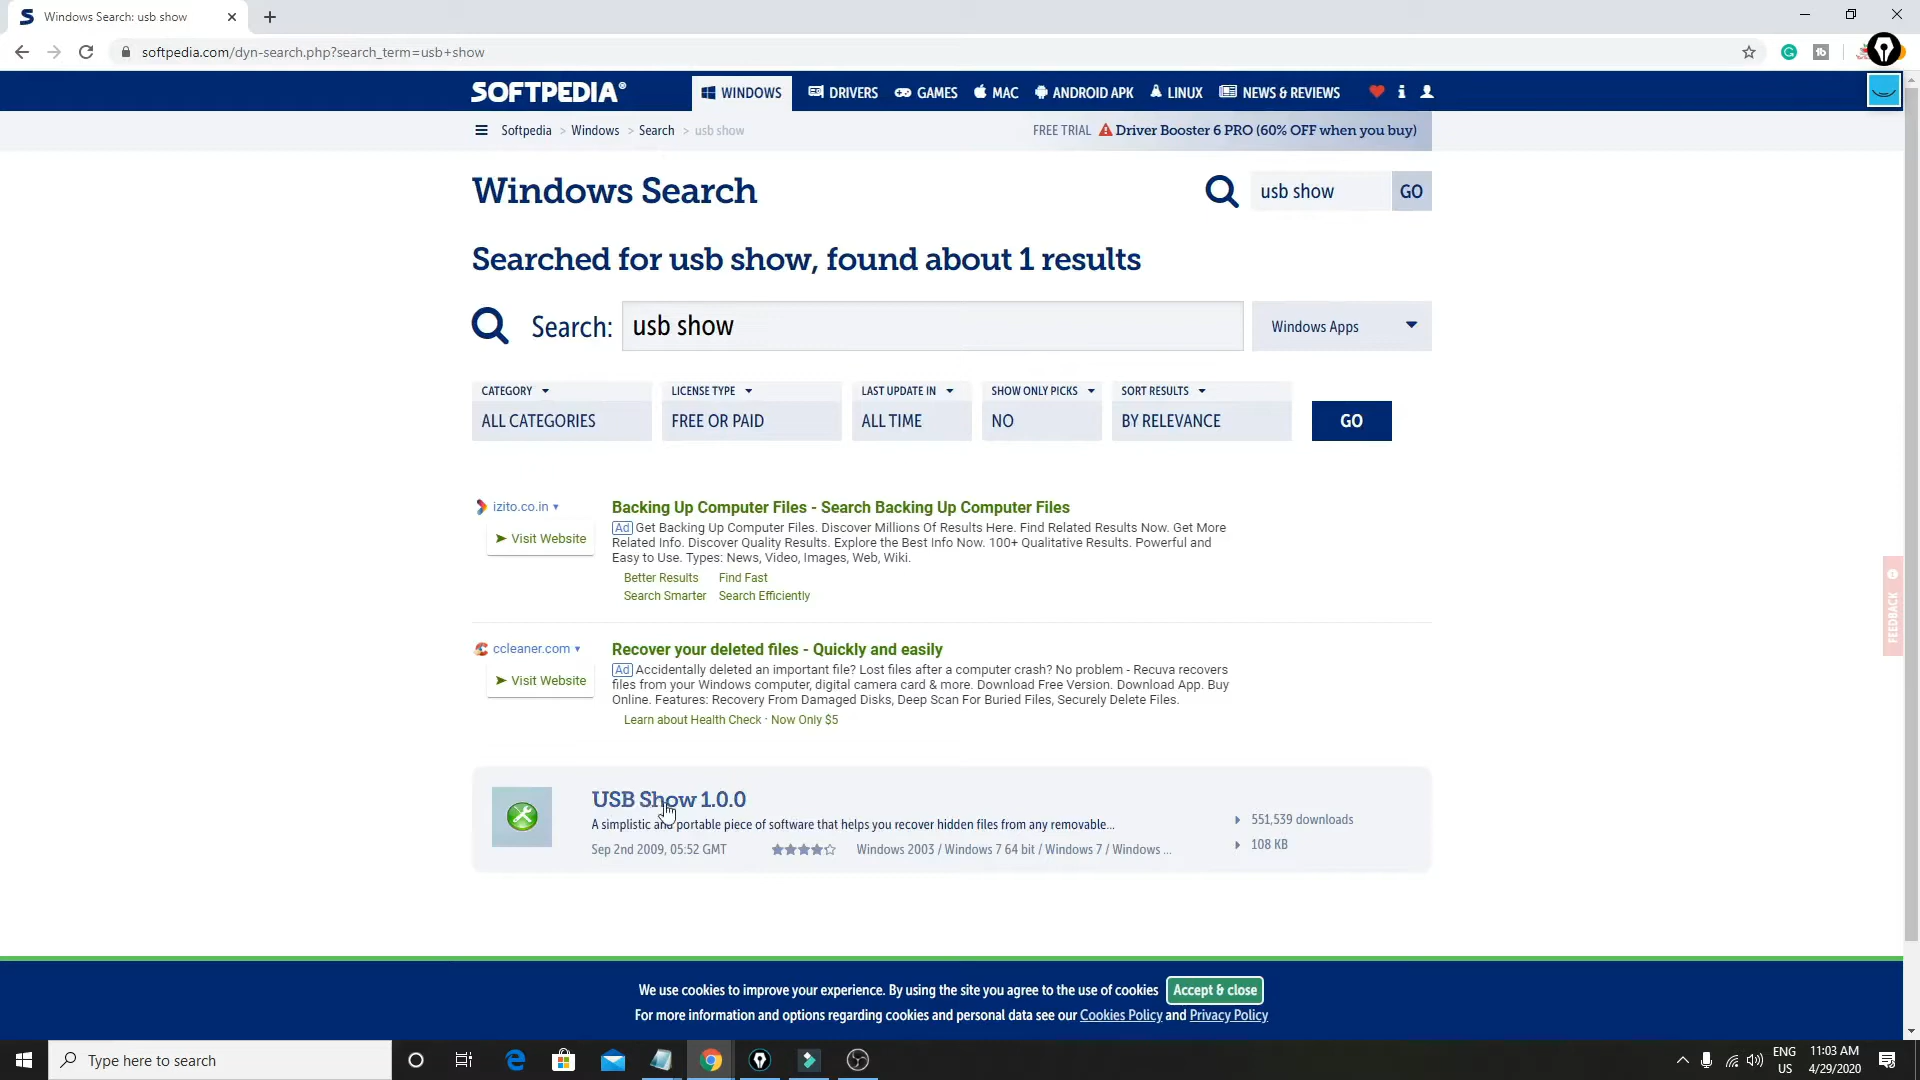 Windows Search: usb show
softpedia.com/dyn-search.php?search_term=usb+show
SOFTPEDIA®
WINDOWS DRIVERS GAMES MAC ANDROID APK LINUX NEWS & REVIEWS
Softpedia > Windows > Search > usb show
FREE TRIAL Driver Booster 6 PRO (60% OFF when you buy)
Windows Search
usb show GO
Searched for usb show, found about 1 results
Search: usb show Windows Apps
CATEGORY LICENSE TYPE LAST UPDATE IN SHOW ONLY PICKS SORT RESULTS
ALL CATEGORIES FREE OR PAID ALL TIME NO BY RELEVANCE GO
izito.co.in
Visit Website
Backing Up Computer Files - Search Backing Up Computer Files
Ad Get Backing Up Computer Files. Discover Millions Of Results Here. Find Related Results Now. Get More
Related Info. Discover Quality Results. Explore the Best Info Now. 100+ Qualitative Results. Powerful and
Easy to Use. Types: News, Video, Images, Web, Wiki.
Better Results Find Fast
Search Smarter Search Efficiently
FEEDBACK
ccleaner.com
Visit Website
Recover your deleted files - Quickly and easily
Ad Accidentally deleted an important file? Lost files after a computer crash? No problem - Recuva recovers
files from your Windows computer, digital camera card & more. Download Free Version. Download App. Buy
Online. Features: Recovery From Damaged Disks, Deep Scan For Buried Files, Securely Delete Files.
Learn about Health Check · Now Only $5
USB Show 1.0.0
A simplistic and portable piece of software that helps you recover hidden files from any removable...
Sep 2nd 2009, 05:52 GMT Windows 2003 / Windows 7 64 bit / Windows 7 / Windows ...
551,539 downloads
108 KB
We use cookies to improve your experience. By using the site you agree to the use of cookies Accept & close
For more information and options regarding cookies and personal data see our Cookies Policy and Privacy Policy
Type here to search
ENG
US
11:03 AM
4/29/2020